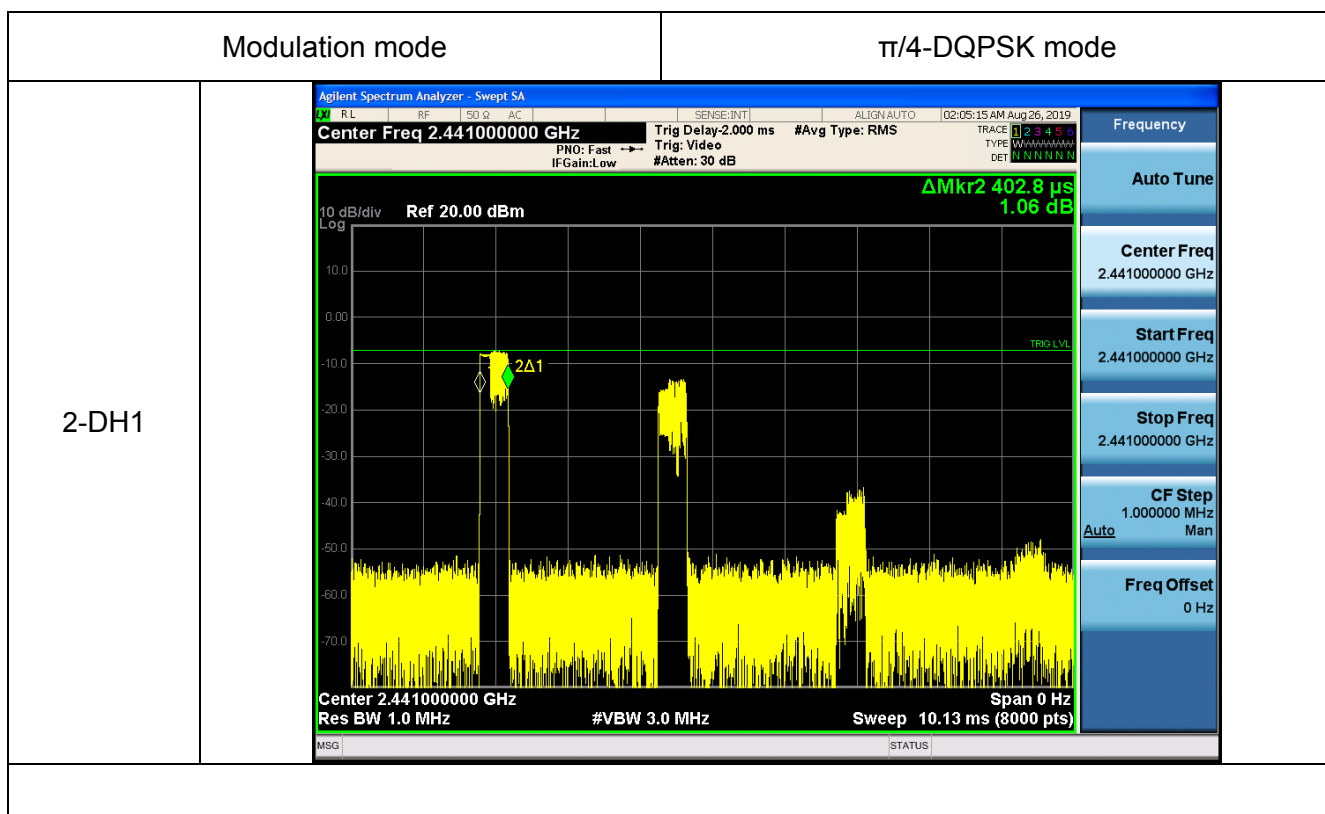 Modulation mode π/4-DQPSK mode
2-DH1
Agilent Spectrum Analyzer - Swept SA
LXI RL RF 50 Ω AC SENSE:INT ALIGN AUTO 02:05:15 AM Aug 26, 2019
Center Freq 2.441000000 GHz Trig Delay-2.000 ms #Avg Type: RMS TRACE 1 2 3 4 5 6
PNO: Fast Trig: Video TYPE WWWWWW
IFGain:Low #Atten: 30 dB DET N N N N N N
ΔMkr2 402.8 µs
1.06 dB
10 dB/div Ref 20.00 dBm
Log
10.0
0.00
TRIG LVL
-10.0
2Δ1
-20.0
-30.0
-40.0
-50.0
-60.0
-70.0
Center 2.441000000 GHz Span 0 Hz
Res BW 1.0 MHz #VBW 3.0 MHz Sweep 10.13 ms (8000 pts)
MSG STATUS
Frequency
Auto Tune
Center Freq
2.441000000 GHz
Start Freq
2.441000000 GHz
Stop Freq
2.441000000 GHz
CF Step
1.000000 MHz
Auto Man
Freq Offset
0 Hz